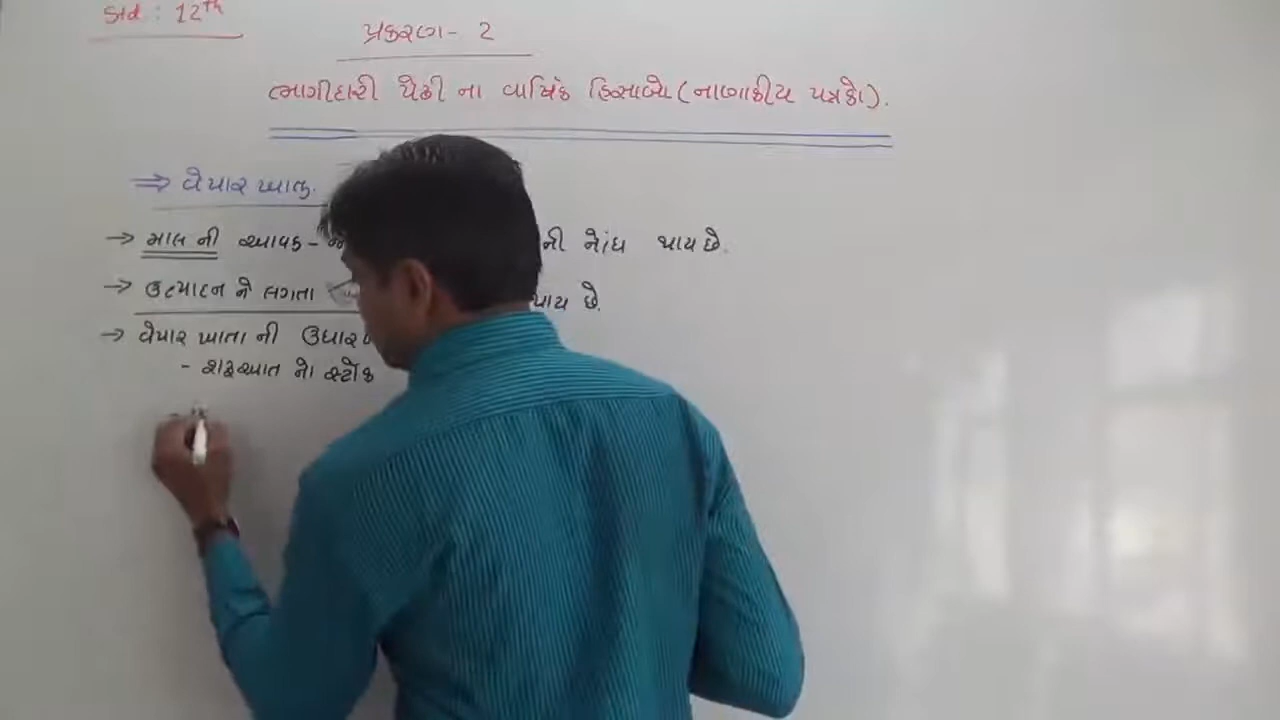 Std : 12th
પ્રકરણ - 2
ભાગીદારી પેઢી ના વાર્ષિક હિસાબો (નાણાકીય પત્રકો).
⇒ વેપાર ખાતુ.
→ માલ ની આવક - ની નોંધ થાય છે.
→ ઉત્પાદન ને લગતા થાય છે.
→ વેપાર ખાતા ની ઉધાર
- શરૂઆત નો સ્ટોક